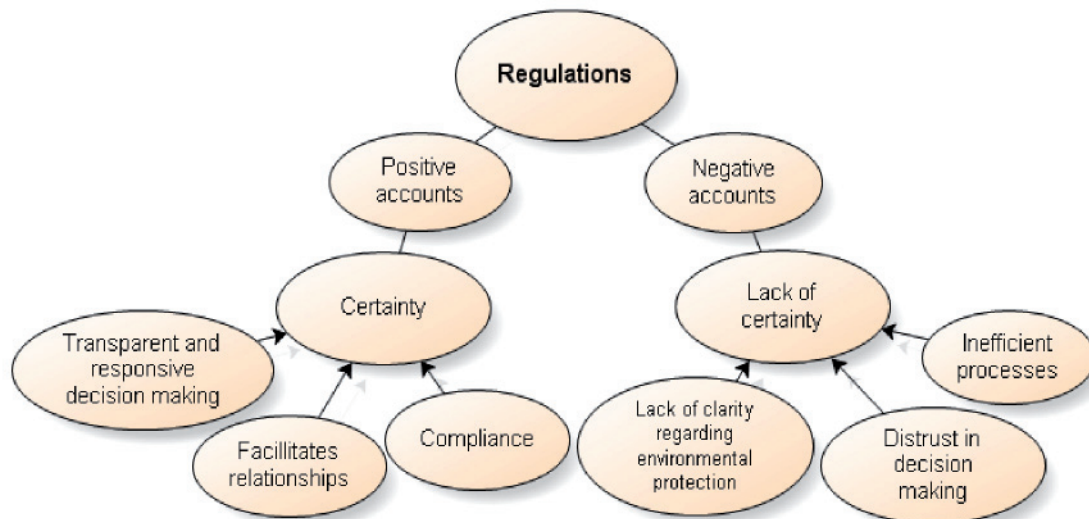 Regulations
Positive
accounts
Negative
accounts
Certainty
Lack of
certainty
Transparent and
responsive
decision making
Facillitates
relationships
Compliance
Lack of clarity
regarding
environmental
protection
Distrust in
decision
making
Inefficient
processes